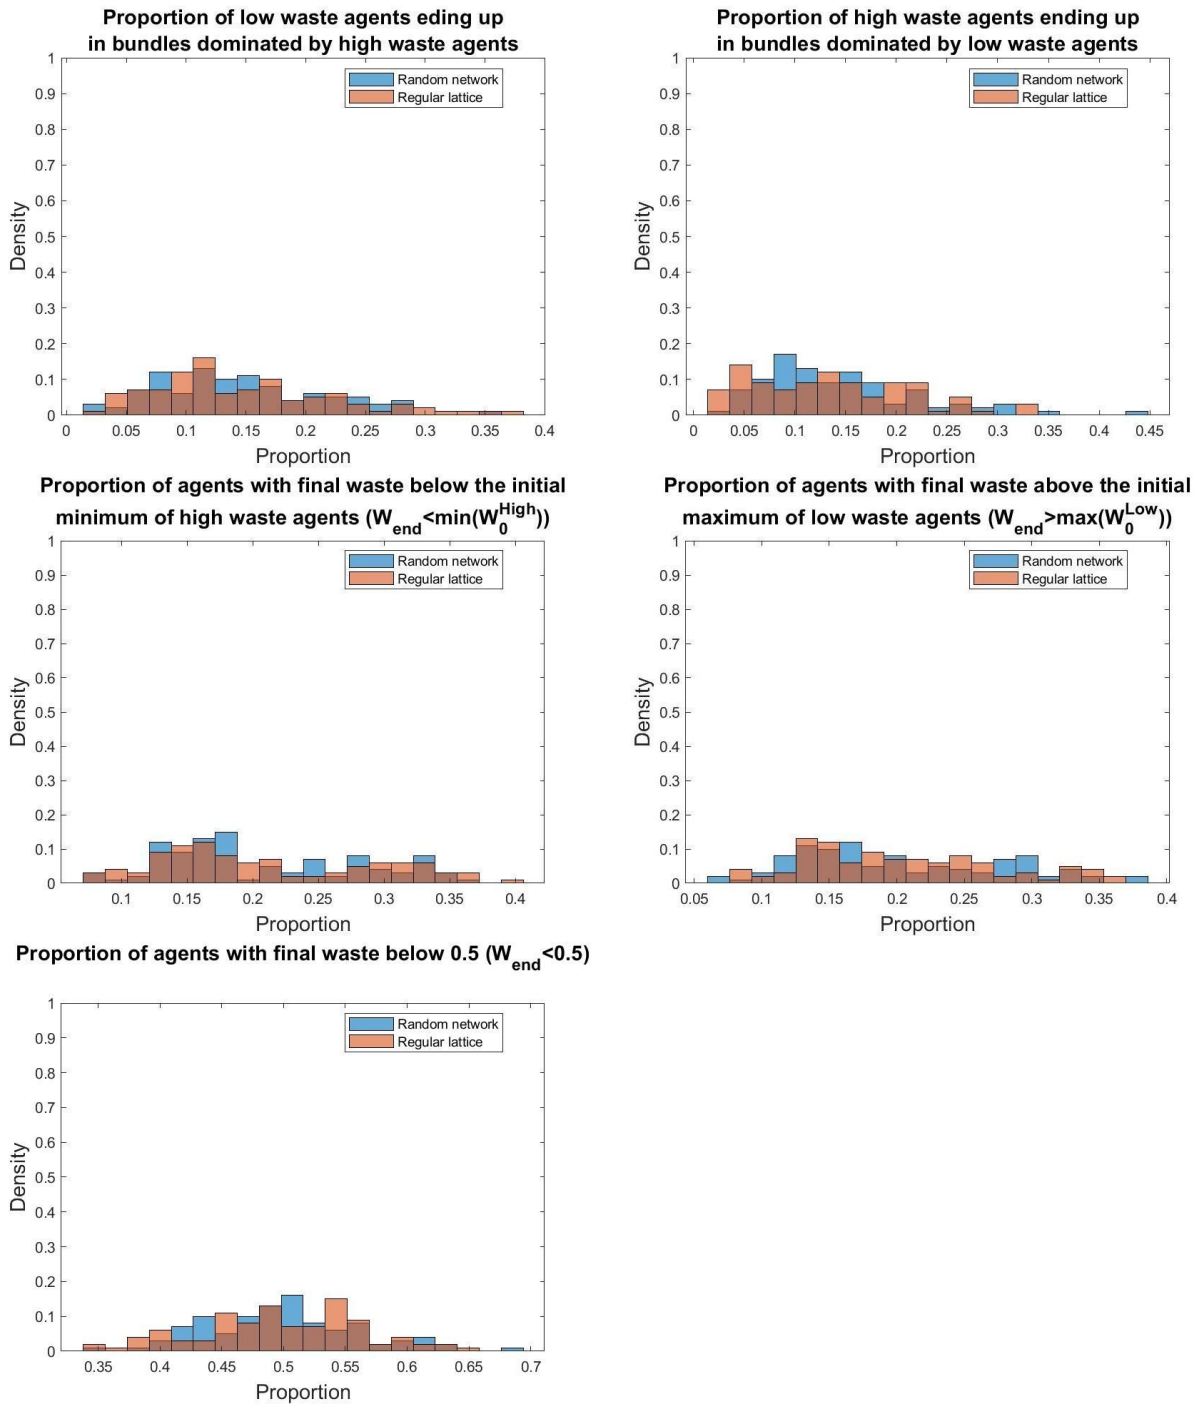 Proportion of low waste agents eding up
in bundles dominated by high waste agents
1
0.9
0.8
0.7
0.6
0.5
0.4
0.3
0.2
0.1
0
Density
Random network
Regular lattice
0 0.05 0.1 0.15 0.2 0.25 0.3 0.35 0.4
Proportion
Proportion of high waste agents ending up
in bundles dominated by low waste agents
1
0.9
0.8
0.7
0.6
0.5
0.4
0.3
0.2
0.1
0
Density
Random network
Regular lattice
0 0.05 0.1 0.15 0.2 0.25 0.3 0.35 0.4 0.45
Proportion
Proportion of agents with final waste below the initial
minimum of high waste agents (W_end<min(W_0^High))
1
0.9
0.8
0.7
0.6
0.5
0.4
0.3
0.2
0.1
0
Density
Random network
Regular lattice
0.1 0.15 0.2 0.25 0.3 0.35 0.4
Proportion
Proportion of agents with final waste above the initial
maximum of low waste agents (W_end>max(W_0^Low))
1
0.9
0.8
0.7
0.6
0.5
0.4
0.3
0.2
0.1
0
Density
Random network
Regular lattice
0.05 0.1 0.15 0.2 0.25 0.3 0.35 0.4
Proportion
Proportion of agents with final waste below 0.5 (W_end<0.5)
1
0.9
0.8
0.7
0.6
0.5
0.4
0.3
0.2
0.1
0
Density
Random network
Regular lattice
0.35 0.4 0.45 0.5 0.55 0.6 0.65 0.7
Proportion